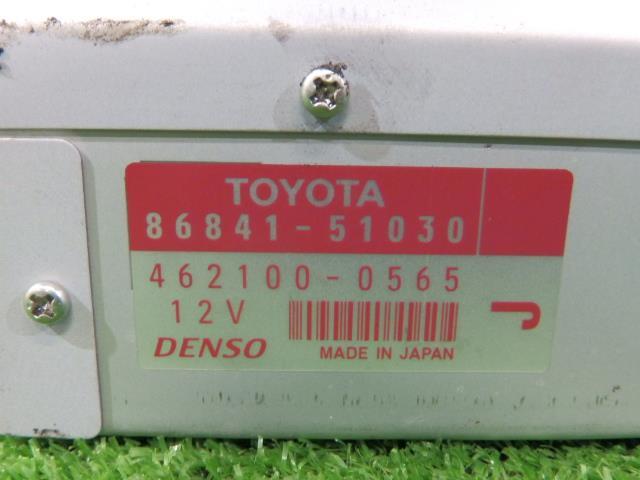 TOYOTA
86841-51030
462100-0565
12V
J
DENSO
MADE IN JAPAN